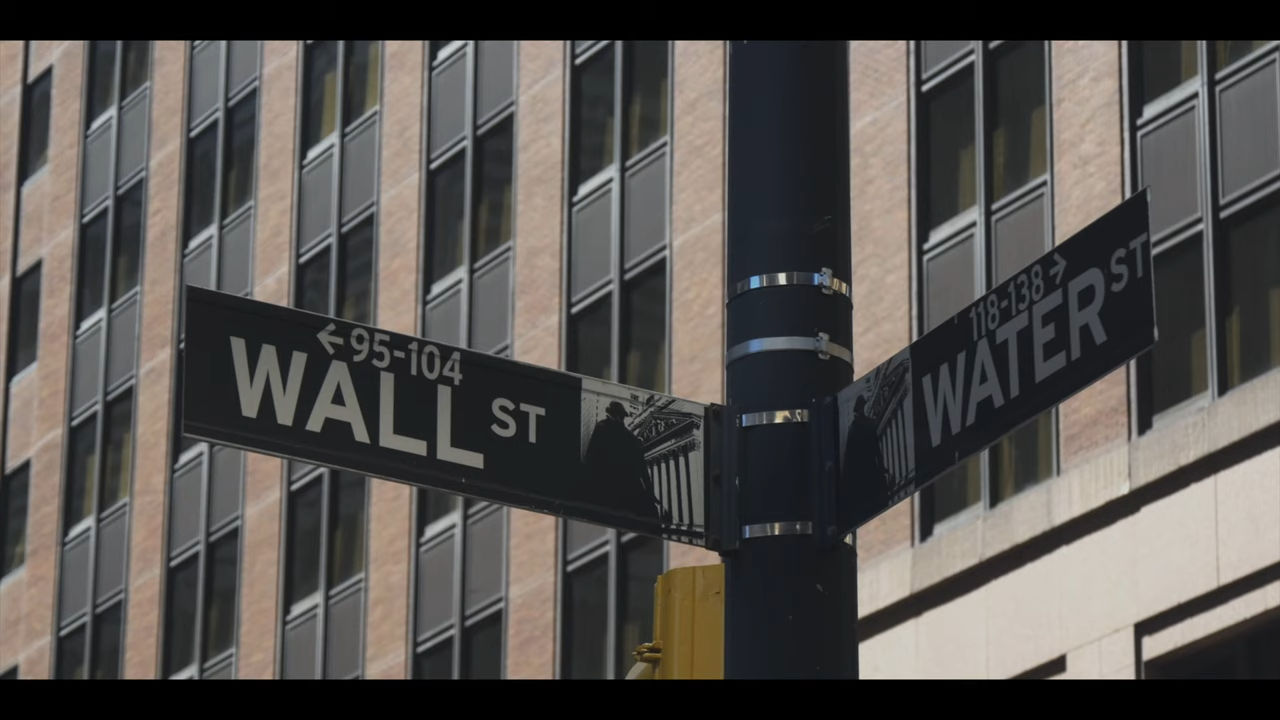 ←95-104
WALL ST
118-138→
WATER ST